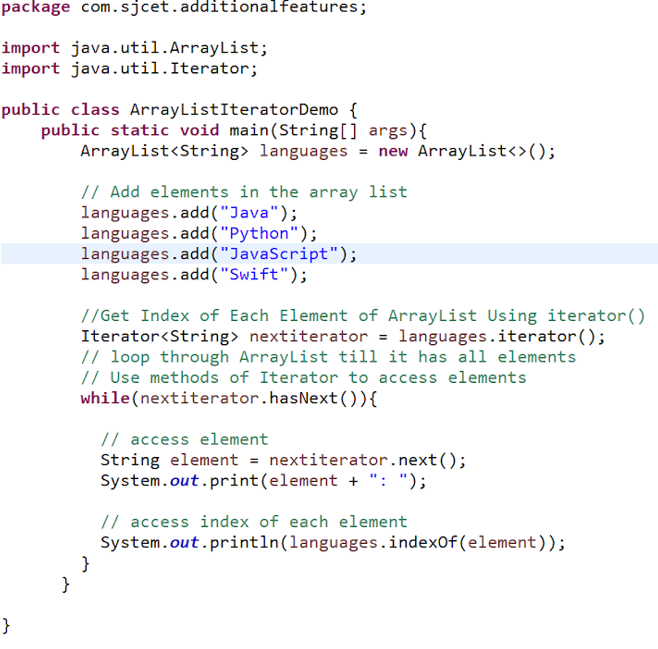 package com.sjcet.additionalfeatures;
import java.util.ArrayList;
import java.util.Iterator;
public class ArrayListIteratorDemo {
public static void main(String[] args){
ArrayList<String> languages = new ArrayList<>();
// Add elements in the array list
languages.add("Java");
languages.add("Python");
languages.add("JavaScript");
languages.add("Swift");
//Get Index of Each Element of ArrayList Using iterator()
Iterator<String> nextiterator = languages.iterator();
// loop through ArrayList till it has all elements
// Use methods of Iterator to access elements
while(nextiterator.hasNext()){
// access element
String element = nextiterator.next();
System.out.print(element + ": ");
// access index of each element
System.out.println(languages.indexOf(element));
}
}
}